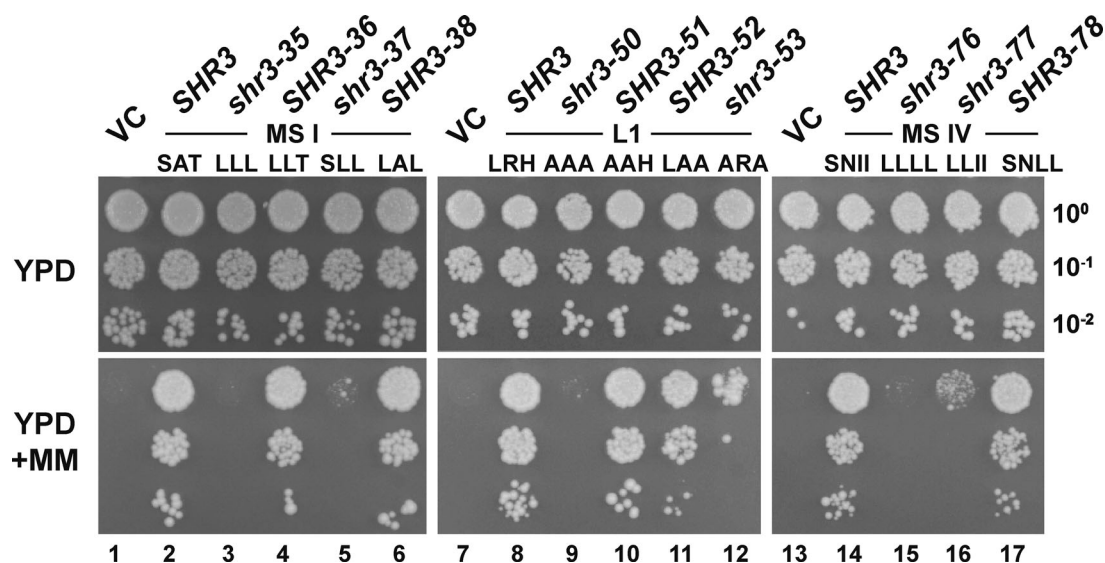 VC SHR3 shr3-35 SHR3-36 shr3-37 SHR3-38 VC SHR3 shr3-50 SHR3-51 SHR3-52 shr3-53 VC SHR3 shr3-76 shr3-77 SHR3-78
MS I L1 MS IV
SAT LLL LLT SLL LAL LRH AAA AAH LAA ARA SNII LLLL LLII SNLL
10⁰
YPD 10⁻¹
10⁻²
YPD
+MM
1 2 3 4 5 6 7 8 9 10 11 12 13 14 15 16 17